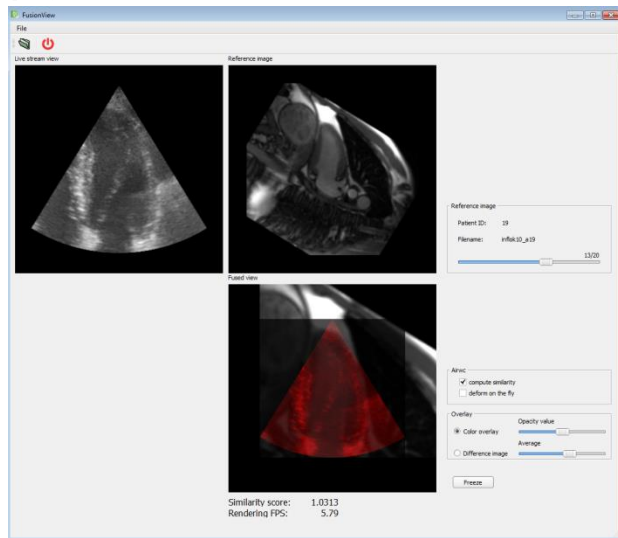 FusionView
File
Live stream view
Reference image
Reference image
Patient ID: 19
Filename: inflok10_a19
13/20
Fused view
compute similarity
deform on the fly
Overlay
Opacity value
Color overlay
Average
Difference image
Freeze
Similarity score: 1.0313
Rendering FPS: 5.79